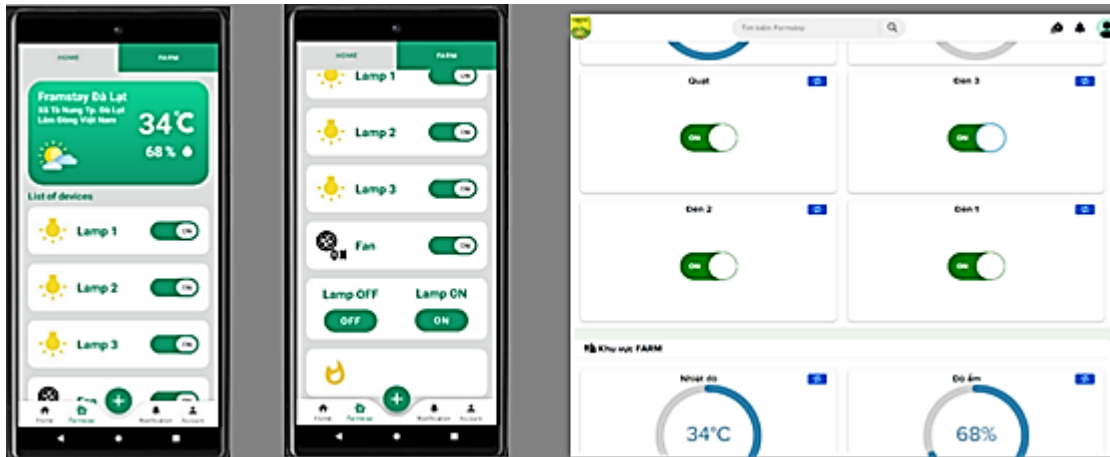 HOME FARM
Framstay Đà Lạt
Xã Tà Nung Tp. Đà Lạt
Lâm Đồng Việt Nam
34°C
68%
List of devices
Lamp 1 ON
Lamp 2 ON
Lamp 3 ON
Fan
Home Farmstay Notification Account
HOME FARM
Lamp 1 ON
Lamp 2 ON
Lamp 3 ON
Fan ON
Lamp OFF Lamp ON
OFF ON
Home Farmstay Notification Account
Tìm kiếm Farmstay
Quạt Đèn 3
ON ON
Đèn 2 Đèn 1
ON ON
Khu vực FARM
Nhiệt độ Độ ẩm
34°C 68%